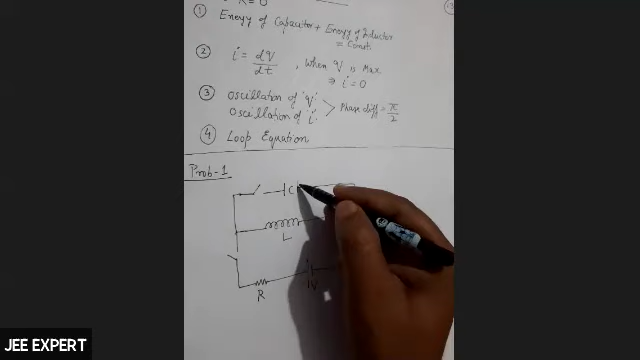 R = 0
① Energy of Capacitor + Energy of Inductor
= Const.
② i = dq/dt , when q is Max
⇒ i = 0
③ Oscillation of 'q'
Oscillation of i. > Phase diff = π/2
④ Loop Equation
Prob-1
C
L
R
V
JEE EXPERT